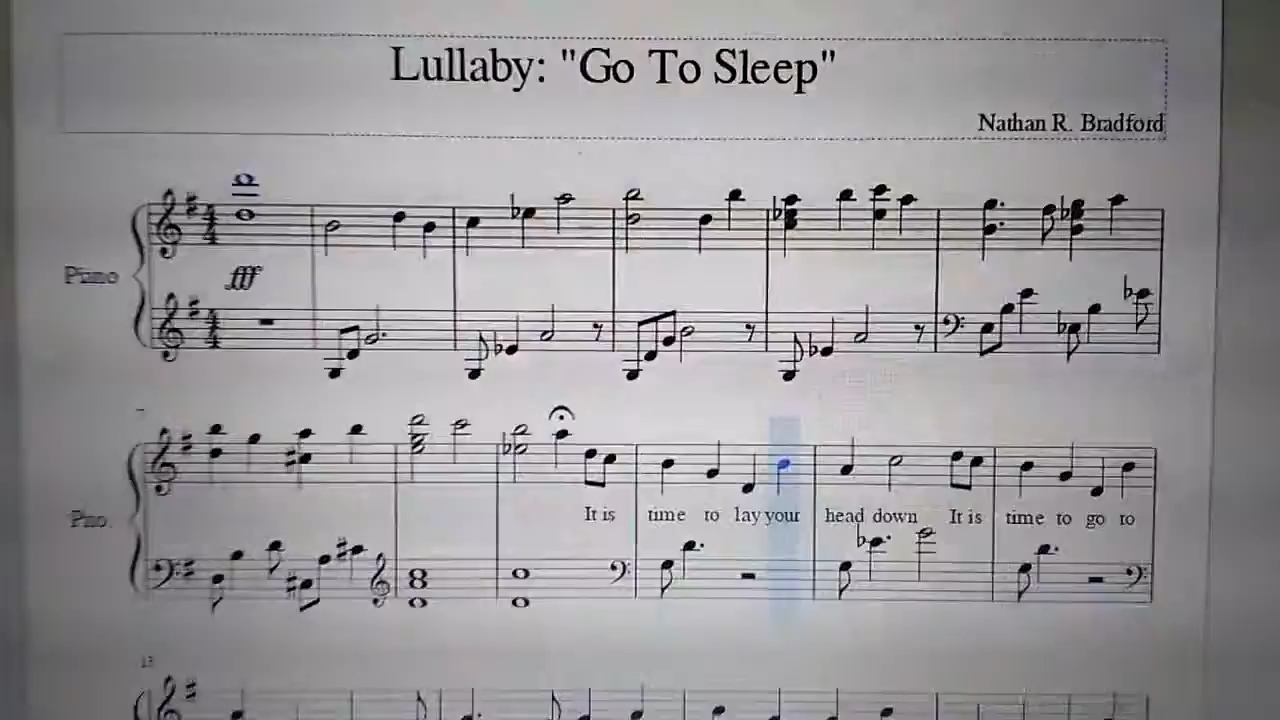 Lullaby: "Go To Sleep"
Nathan R. Bradford
Piano
fff
Pno.
It is time to lay your head down It is time to go to
13